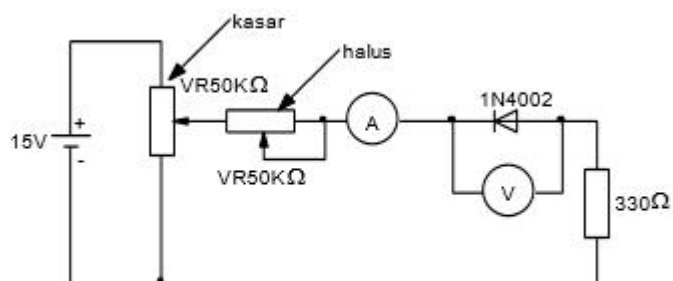 kasar
halus
VR50KΩ
1N4002
+
A
15V
-
VR50KΩ
V
330Ω